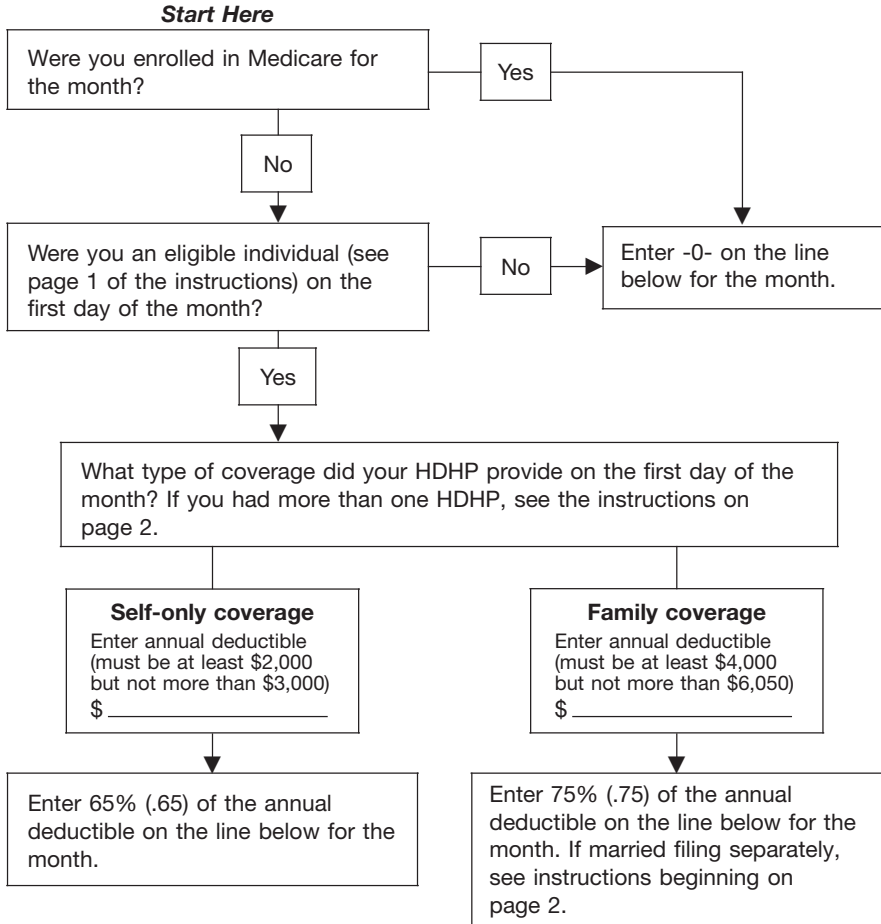 Start Here
Were you enrolled in Medicare for
the month?
Yes
No
Were you an eligible individual (see
page 1 of the instructions) on the
first day of the month?
No
Enter -0- on the line
below for the month.
Yes
What type of coverage did your HDHP provide on the first day of the
month? If you had more than one HDHP, see the instructions on
page 2.
Self-only coverage
Enter annual deductible
(must be at least $2,000
but not more than $3,000)
$
Family coverage
Enter annual deductible
(must be at least $4,000
but not more than $6,050)
$
Enter 65% (.65) of the annual
deductible on the line below for the
month.
Enter 75% (.75) of the annual
deductible on the line below for the
month. If married filing separately,
see instructions beginning on
page 2.